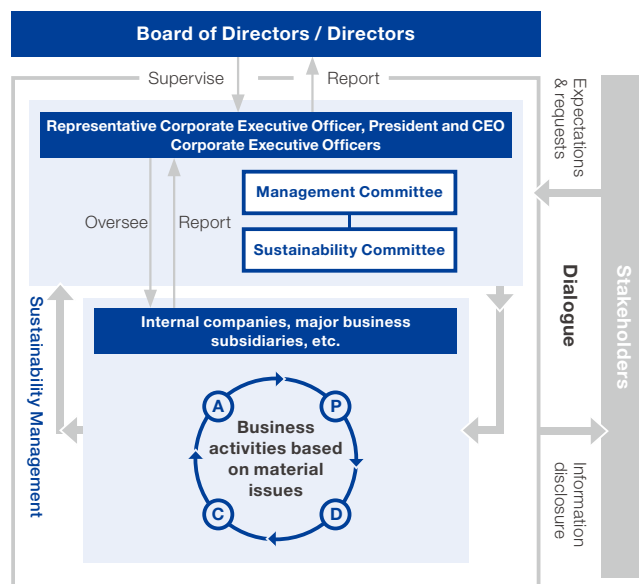 Board of Directors / Directors
Supervise
Report
Representative Corporate Executive Officer, President and CEO
Corporate Executive Officers
Management Committee
Oversee
Report
Sustainability Committee
Internal companies, major business
subsidiaries, etc.
A
P
Business
activities based
on material
issues
C
D
Sustainability Management
Expectations
& requests
Dialogue
Information
disclosure
Stakeholders